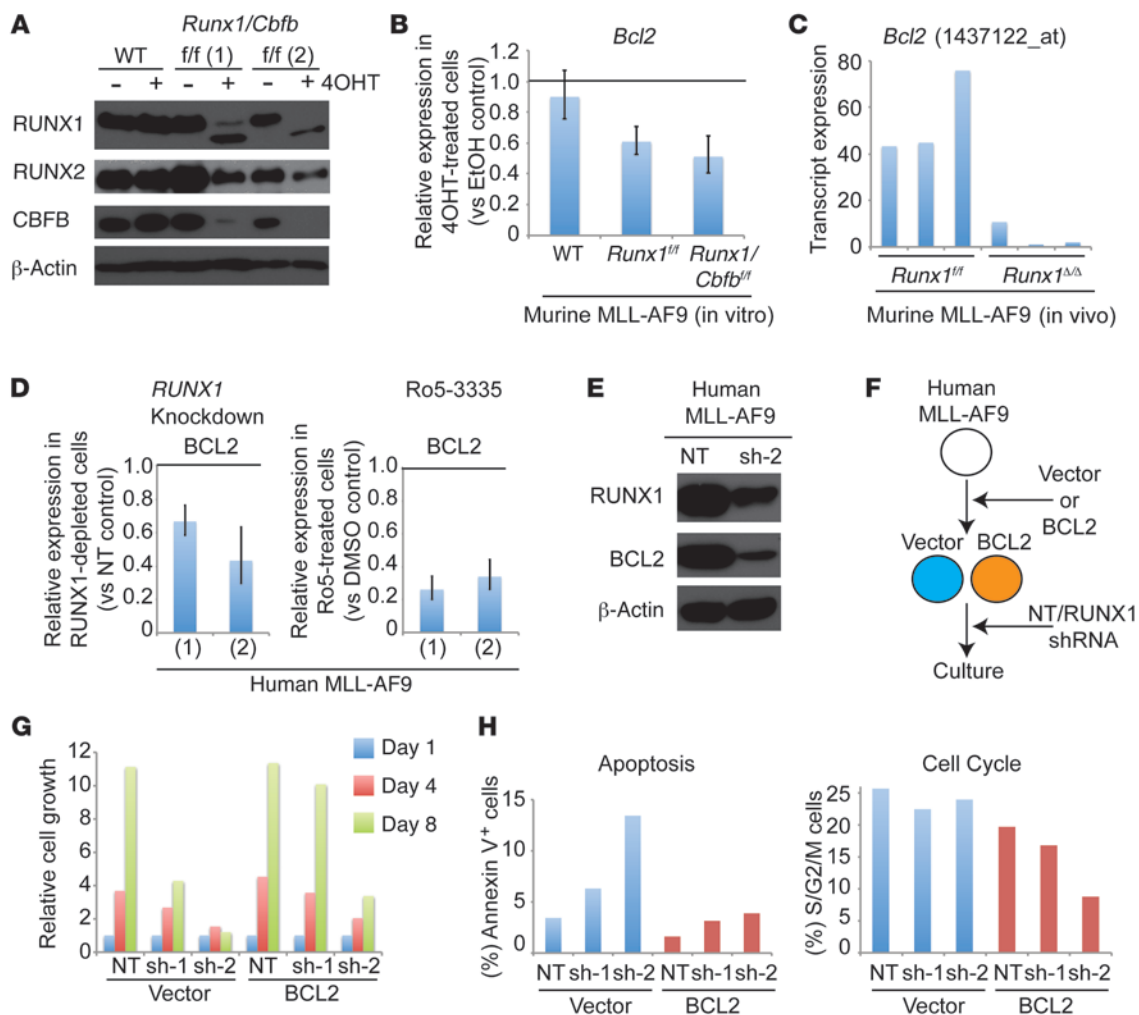 A
Runx1/Cbfb
WT f/f (1) f/f (2)
- + - + - + 4OHT
RUNX1
RUNX2
CBFB
β-Actin
B
Bcl2
Relative expression in
4OHT-treated cells
(vs EtOH control)
1.2
1.0
0.8
0.6
0.4
0.2
0
WT Runx1f/f Runx1/
Cbfbf/f
Murine MLL-AF9 (in vitro)
C
Bcl2 (1437122_at)
Transcript expression
80
60
40
20
0
Runx1f/f Runx1Δ/Δ
Murine MLL-AF9 (in vivo)
D
RUNX1
Knockdown
BCL2
Relative expression in
RUNX1-depleted cells
(vs NT control)
1.0
0.8
0.6
0.4
0.2
0
(1) (2)
Ro5-3335
BCL2
Relative expression in
Ro5-treated cells
(vs DMSO control)
1.0
0.8
0.6
0.4
0.2
0
(1) (2)
Human MLL-AF9
E
Human
MLL-AF9
NT sh-2
RUNX1
BCL2
β-Actin
F
Human
MLL-AF9
Vector
or
BCL2
Vector BCL2
NT/RUNX1
shRNA
Culture
G
Relative cell growth
12
10
8
6
4
2
0
Day 1
Day 4
Day 8
NT sh-1 sh-2 NT sh-1 sh-2
Vector BCL2
H
Apoptosis
(%) Annexin V+ cells
15
10
5
0
NT sh-1 sh-2 NT sh-1 sh-2
Vector BCL2
Cell Cycle
(%) S/G2/M cells
25
20
15
10
5
0
NT sh-1 sh-2 NT sh-1 sh-2
Vector BCL2